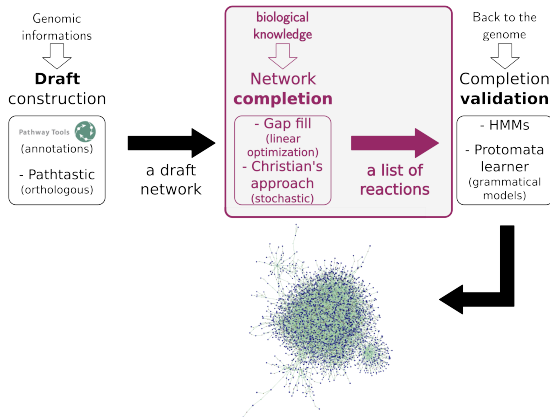 Genomic
informations
Draft
construction
Pathway Tools
(annotations)
- Pathtastic
(orthologous)
a draft
network
biological
knowledge
Network
completion
- Gap fill
(linear
optimization)
- Christian's
approach
(stochastic)
a list of
reactions
Back to the
genome
Completion
validation
- HMMs
- Protomata
learner
(grammatical
models)